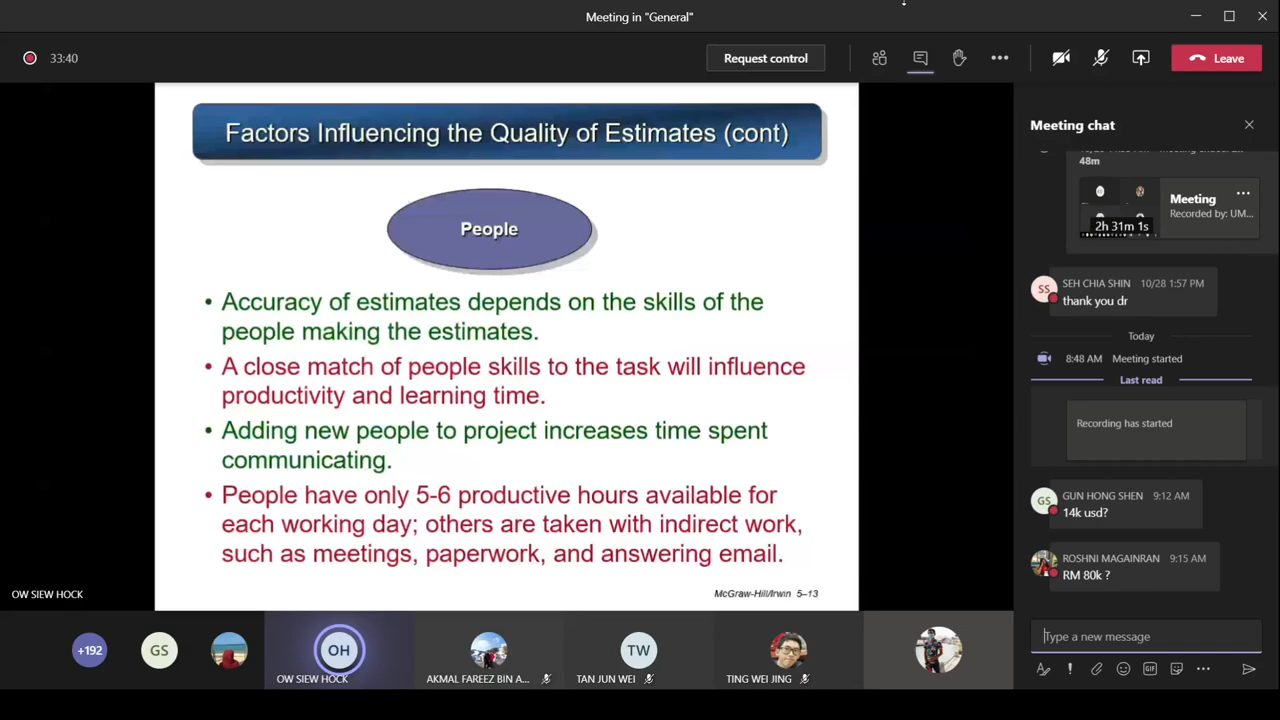 Meeting in "General"
33:40
Request control
Leave
Factors Influencing the Quality of Estimates (cont)
People
• Accuracy of estimates depends on the skills of the
people making the estimates.
• A close match of people skills to the task will influence
productivity and learning time.
• Adding new people to project increases time spent
communicating.
• People have only 5-6 productive hours available for
each working day; others are taken with indirect work,
such as meetings, paperwork, and answering email.
McGraw-Hill/Irwin 5–13
OW SIEW HOCK
+192
GS
OH
OW SIEW HOCK
AKMAL FAREEZ BIN A...
TW
TAN JUN WEI
TING WEI JING
Meeting chat
48m
Meeting
Recorded by: UM...
2h 31m 1s
SS
SEH CHIA SHIN 10/28 1:57 PM
thank you dr
Today
8:48 AM Meeting started
Last read
Recording has started
GS
GUN HONG SHEN 9:12 AM
14k usd?
ROSHNI MAGAINRAN 9:15 AM
RM 80k ?
Type a new message
GIF